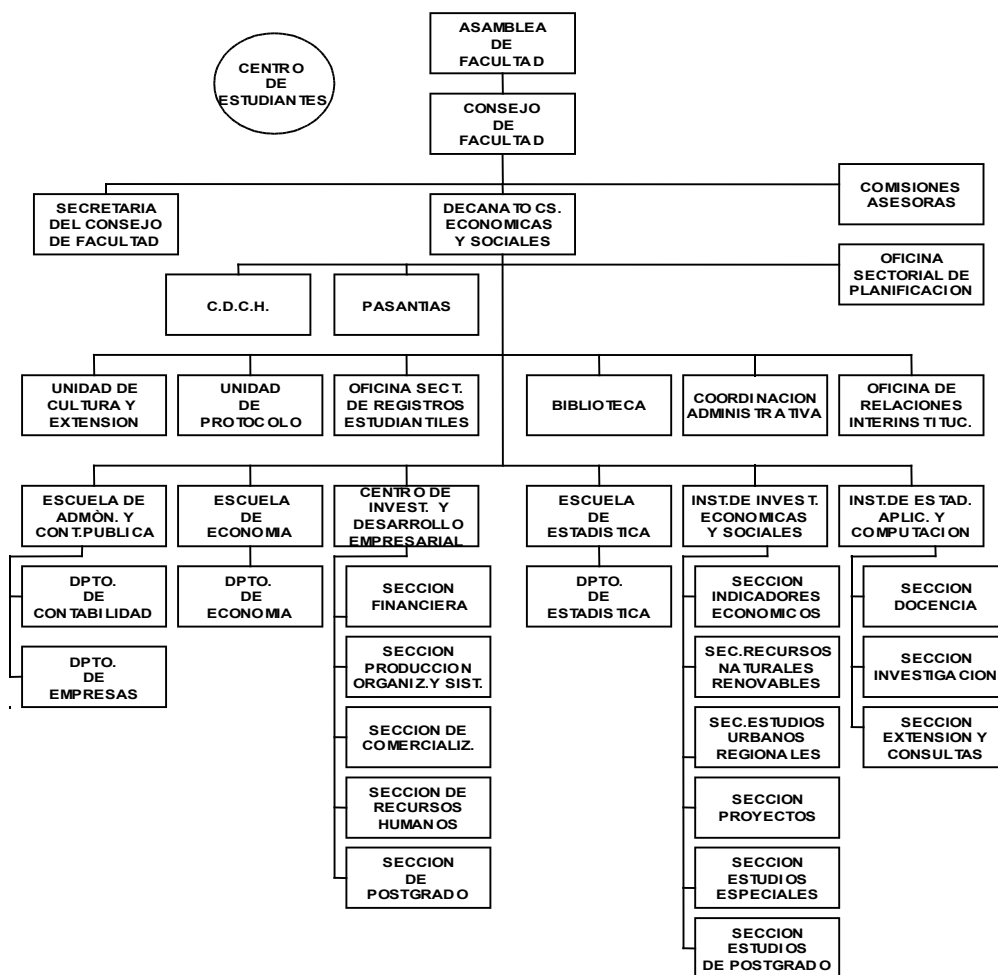 ASAMBLEA
DE
FACULTAD
CENTRO
DE
ESTUDIANTES
CONSEJO
DE
FACULTAD
COMISIONES
ASESORAS
SECRETARIA
DEL CONSEJO
DE FACULTAD
DECANATO CS.
ECONOMICAS
Y SOCIALES
OFICINA
SECTORIAL DE
PLANIFICACION
C.D.C.H.
PASANTIAS
UNIDAD DE
CULTURA Y
EXTENSION
UNIDAD
DE
PROTOCOLO
OFICINA SECT.
DE REGISTROS
ESTUDIANTILES
BIBLIOTECA
COORDINACION
ADMINISTRATIVA
OFICINA DE
RELACIONES
INTERINSTITUC.
ESCUELA DE
ADMÒN. Y
CONT.PUBLICA
ESCUELA
DE
ECONOMIA
CENTRO DE
INVEST. Y
DESARROLLO
EMPRESARIAL
ESCUELA
DE
ESTADISTICA
INST.DE INVEST.
ECONOMICAS
Y SOCIALES
INST.DE ESTAD.
APLIC. Y
COMPUTACION
DPTO.
DE
CONTABILIDAD
DPTO.
DE
ECONOMIA
SECCION
FINANCIERA
DPTO.
DE
ESTADISTICA
SECCION
INDICADORES
ECONOMICOS
SECCION
DOCENCIA
DPTO.
DE
EMPRESAS
SECCION
PRODUCCION
ORGANIZ.Y SIST.
SEC.RECURSOS
NATURALES
RENOVABLES
SECCION
INVESTIGACION
SECCION DE
COMERCIALIZ.
SEC.ESTUDIOS
URBANOS
REGIONALES
SECCION
EXTENSION Y
CONSULTAS
SECCION DE
RECURSOS
HUMANOS
SECCION
PROYECTOS
SECCION
DE
POSTGRADO
SECCION
ESTUDIOS
ESPECIALES
SECCION
ESTUDIOS
DE POSTGRADO